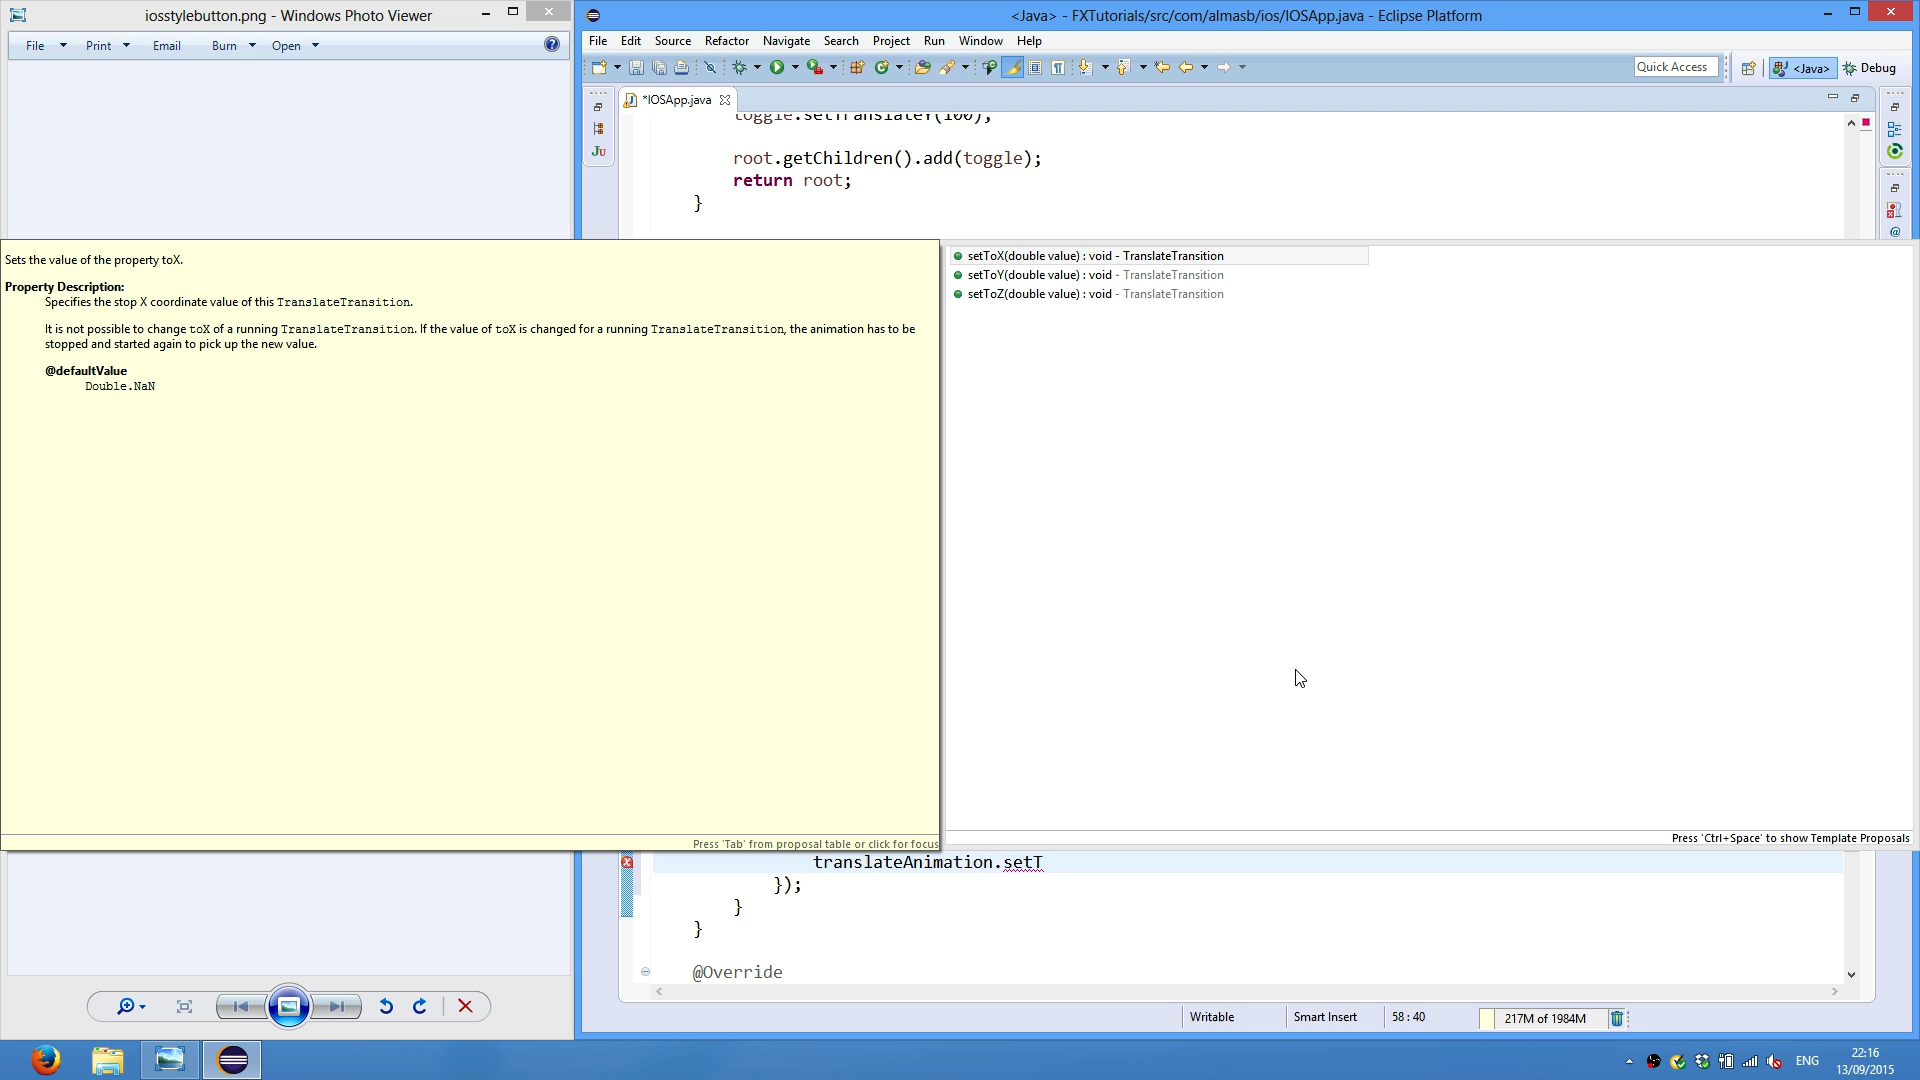 iosstylebutton.png - Windows Photo Viewer
File Print Email Burn Open
<Java> - FXTutorials/src/com/almasb/ios/IOSApp.java - Eclipse Platform
File Edit Source Refactor Navigate Search Project Run Window Help
Quick Access
<Java>
Debug
*IOSApp.java
toggle.setTranslateY(100);
root.getChildren().add(toggle);
return root;
}
Sets the value of the property toX.
Property Description:
Specifies the stop X coordinate value of this TranslateTransition.
It is not possible to change toX of a running TranslateTransition. If the value of toX is changed for a running TranslateTransition, the animation has to be
stopped and started again to pick up the new value.
@defaultValue
Double.NaN
Press 'Tab' from proposal table or click for focus
setToX(double value) : void - TranslateTransition
setToY(double value) : void - TranslateTransition
setToZ(double value) : void - TranslateTransition
Press 'Ctrl+Space' to show Template Proposals
translateAnimation.setT
});
}
}
@Override
Writable
Smart Insert
58 : 40
217M of 1984M
ENG
22:16
13/09/2015